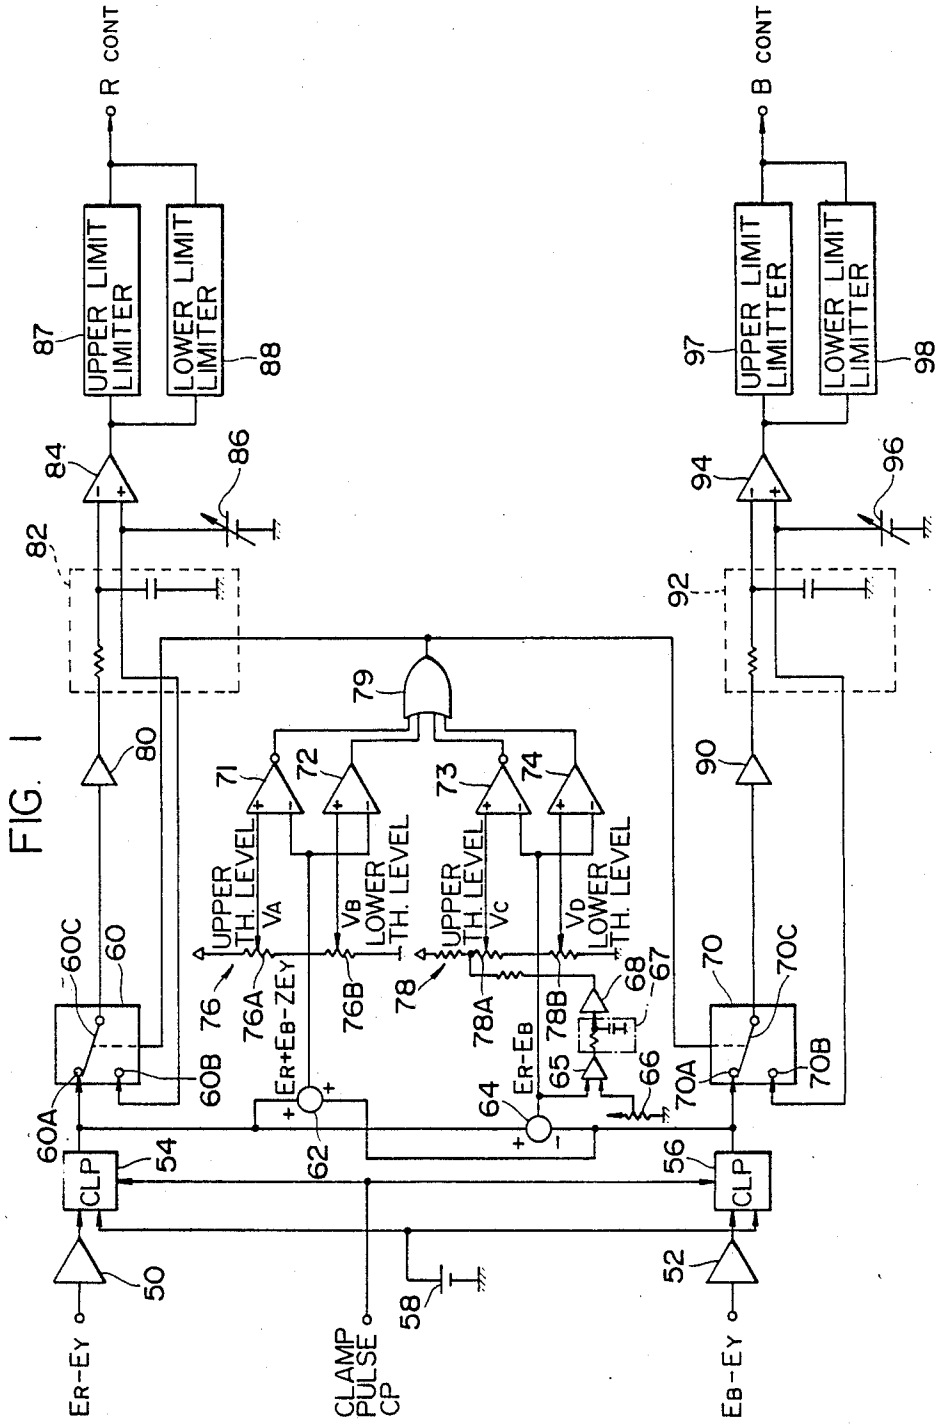 FIG. 1
ER-EY
50
CLP
54
60A
60B
60C
60
80
82
84
86
87
UPPER LIMIT
LIMITER
LOWER LIMIT
LIMITER
88
R CONT
CLAMP
PULSE
CP
58
62
ER+EB-ZEY
76
76A
76B
UPPER
TH. LEVEL
VA
VB
LOWER
TH. LEVEL
71
72
79
64
ER-EB
78
78A
78B
UPPER
TH. LEVEL
VC
VD
LOWER
TH. LEVEL
73
74
65
66
67
68
EB-EY
52
CLP
56
70A
70B
70C
70
90
92
94
96
97
UPPER LIMIT
LIMITTER
LOWER LIMIT
LIMITTER
98
B CONT